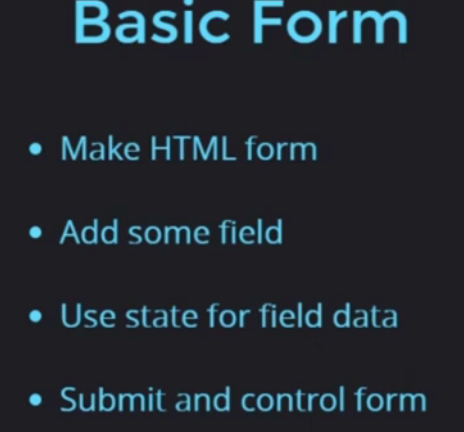 Basic Form
Make HTML form
Add some field
Use state for field data
Submit and control form